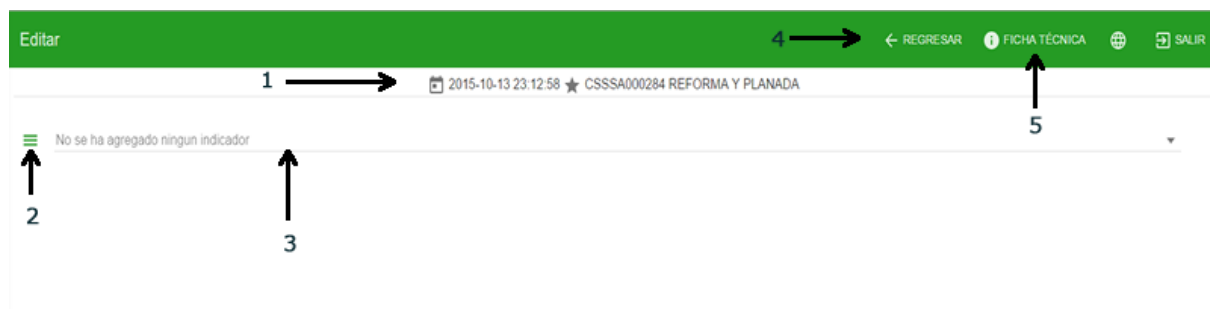 Editar
4
REGRESAR
FICHA TÉCNICA
SALIR
1
2015-10-13 23:12:58 ★ CSSSA000284 REFORMA Y PLANADA
5
No se ha agregado ningun indicador
2
3